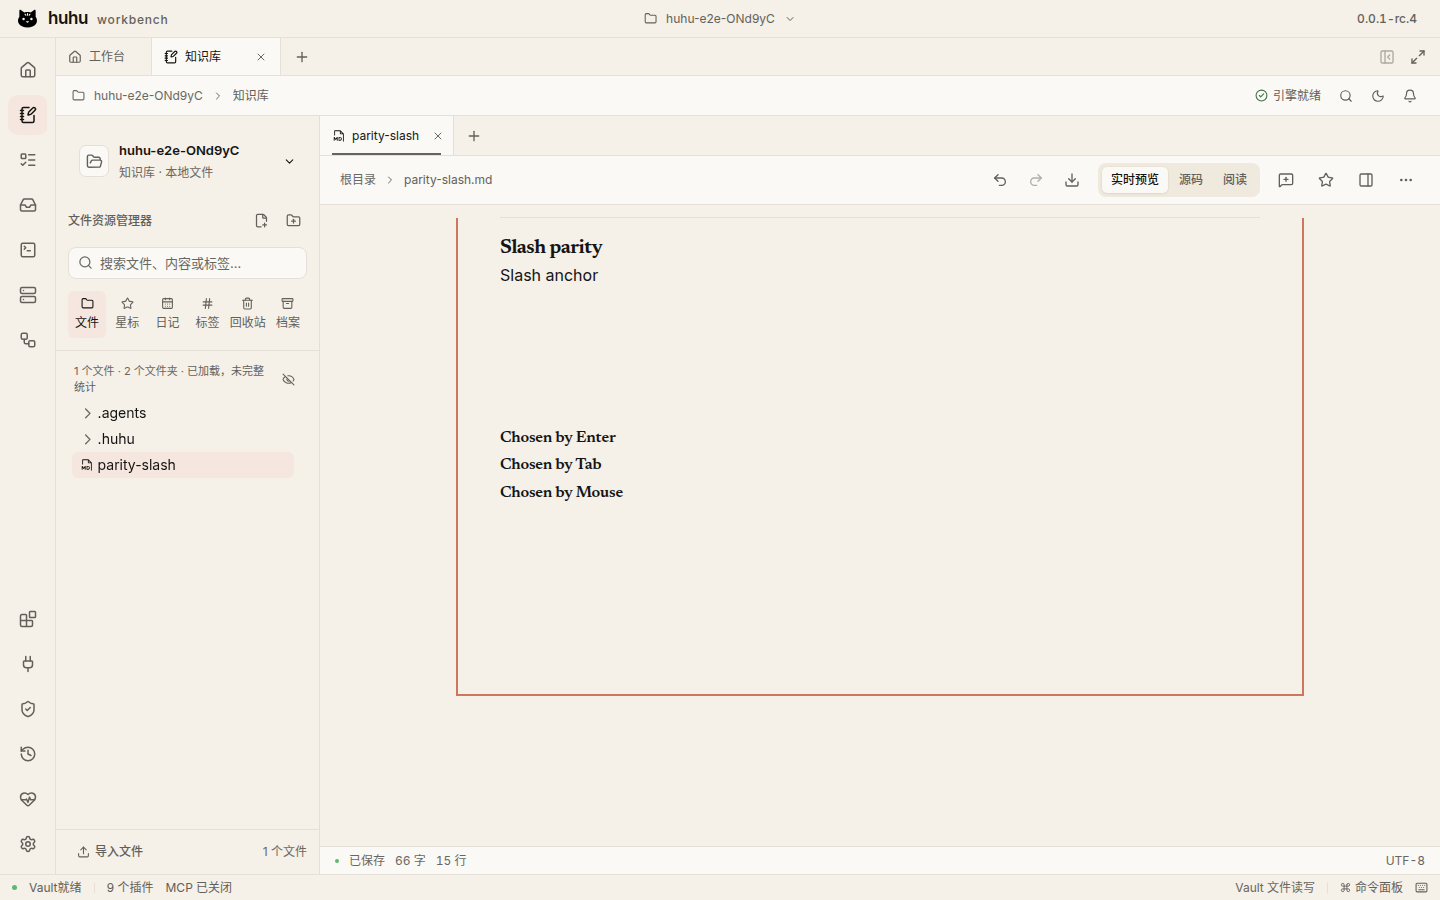 huhu workbench
huhu-e2e-ONd9yC
0.0.1-rc.4
工作台
知识库
huhu-e2e-ONd9yC
知识库
引擎就绪
huhu-e2e-ONd9yC
知识库 · 本地文件
文件资源管理器
搜索文件、内容或标签...
文件
星标
日记
标签
回收站
档案
1 个文件 · 2 个文件夹 · 已加载，未完整
统计
.agents
.huhu
parity-slash
导入文件
1 个文件
parity-slash
根目录
parity-slash.md
实时预览
源码
阅读
Slash parity
Slash anchor
Chosen by Enter
Chosen by Tab
Chosen by Mouse
已保存 66 字 15 行
UTF-8
Vault就绪
9 个插件
MCP 已关闭
Vault 文件读写
⌘ 命令面板